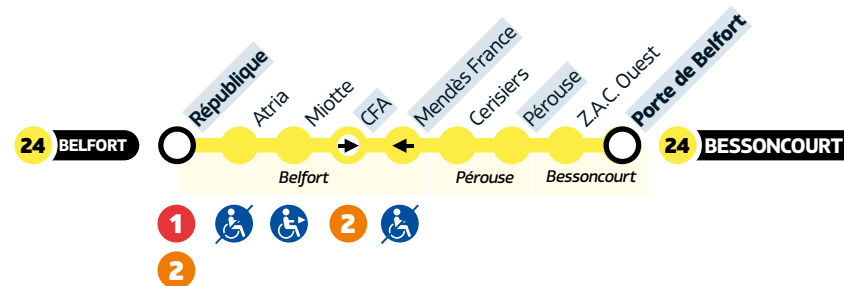 République
Atria
Miotte
CFA
Mendès France
Cerisiers
Pérouse
Z.A.C. Ouest
Porte de Belfort
24 BELFORT
24 BESSONCOURT
Belfort
Pérouse
Bessoncourt
1
2
2